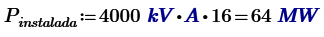 P_instalada := 4000 kV · A · 16 = 64 MW